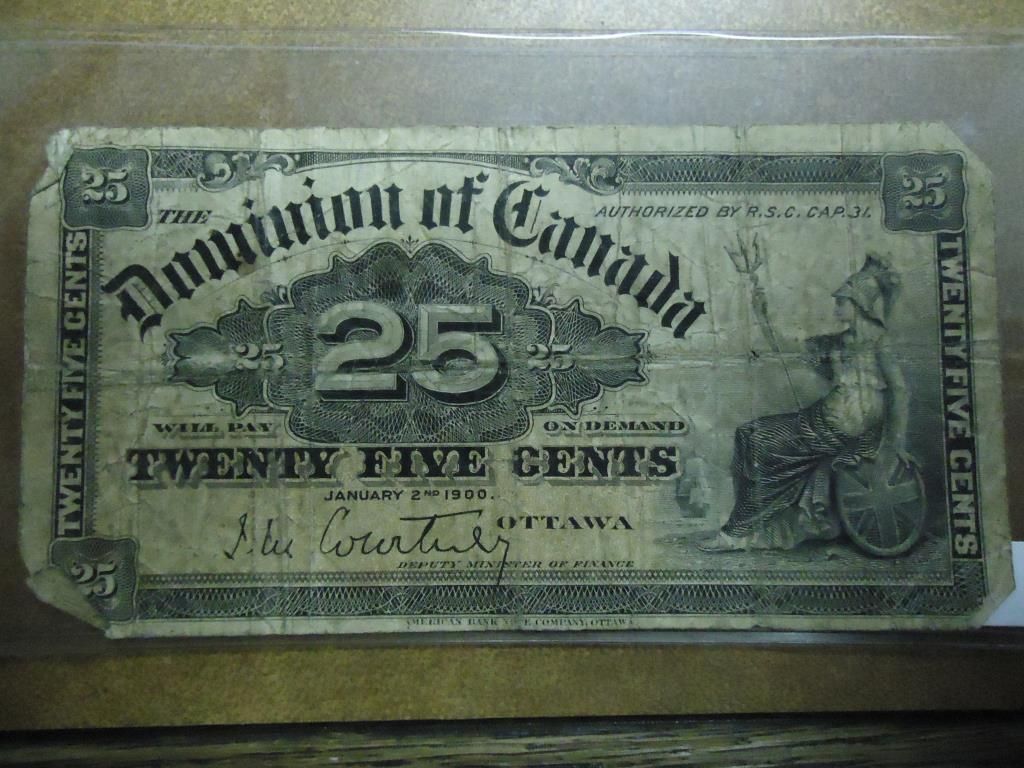 25
25
THE
Dominion of Canada
AUTHORIZED BY R.S.C. CAP. 31.
TWENTY FIVE CENTS
25
25
25
TWENTY FIVE CENTS
WILL PAY
ON DEMAND
TWENTY FIVE CENTS
JANUARY 2ND 1900.
OTTAWA
Courtney
DEPUTY MINISTER OF FINANCE
25
AMERICAN BANK NOTE COMPANY, OTTAWA